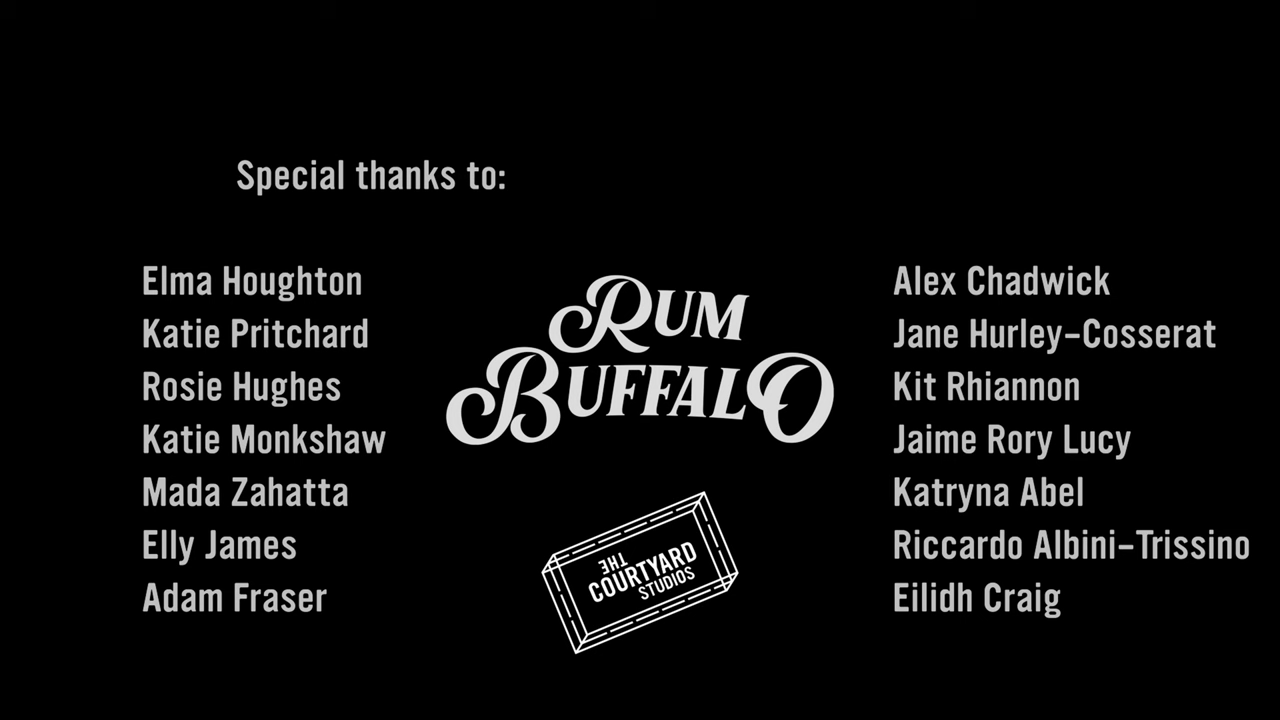 Special thanks to:
Elma Houghton
Katie Pritchard
Rosie Hughes
Katie Monkshaw
Mada Zahatta
Elly James
Adam Fraser
RUM
BUFFALO
THE
COURTYARD
STUDIOS
Alex Chadwick
Jane Hurley-Cosserat
Kit Rhiannon
Jaime Rory Lucy
Katryna Abel
Riccardo Albini-Trissino
Eilidh Craig